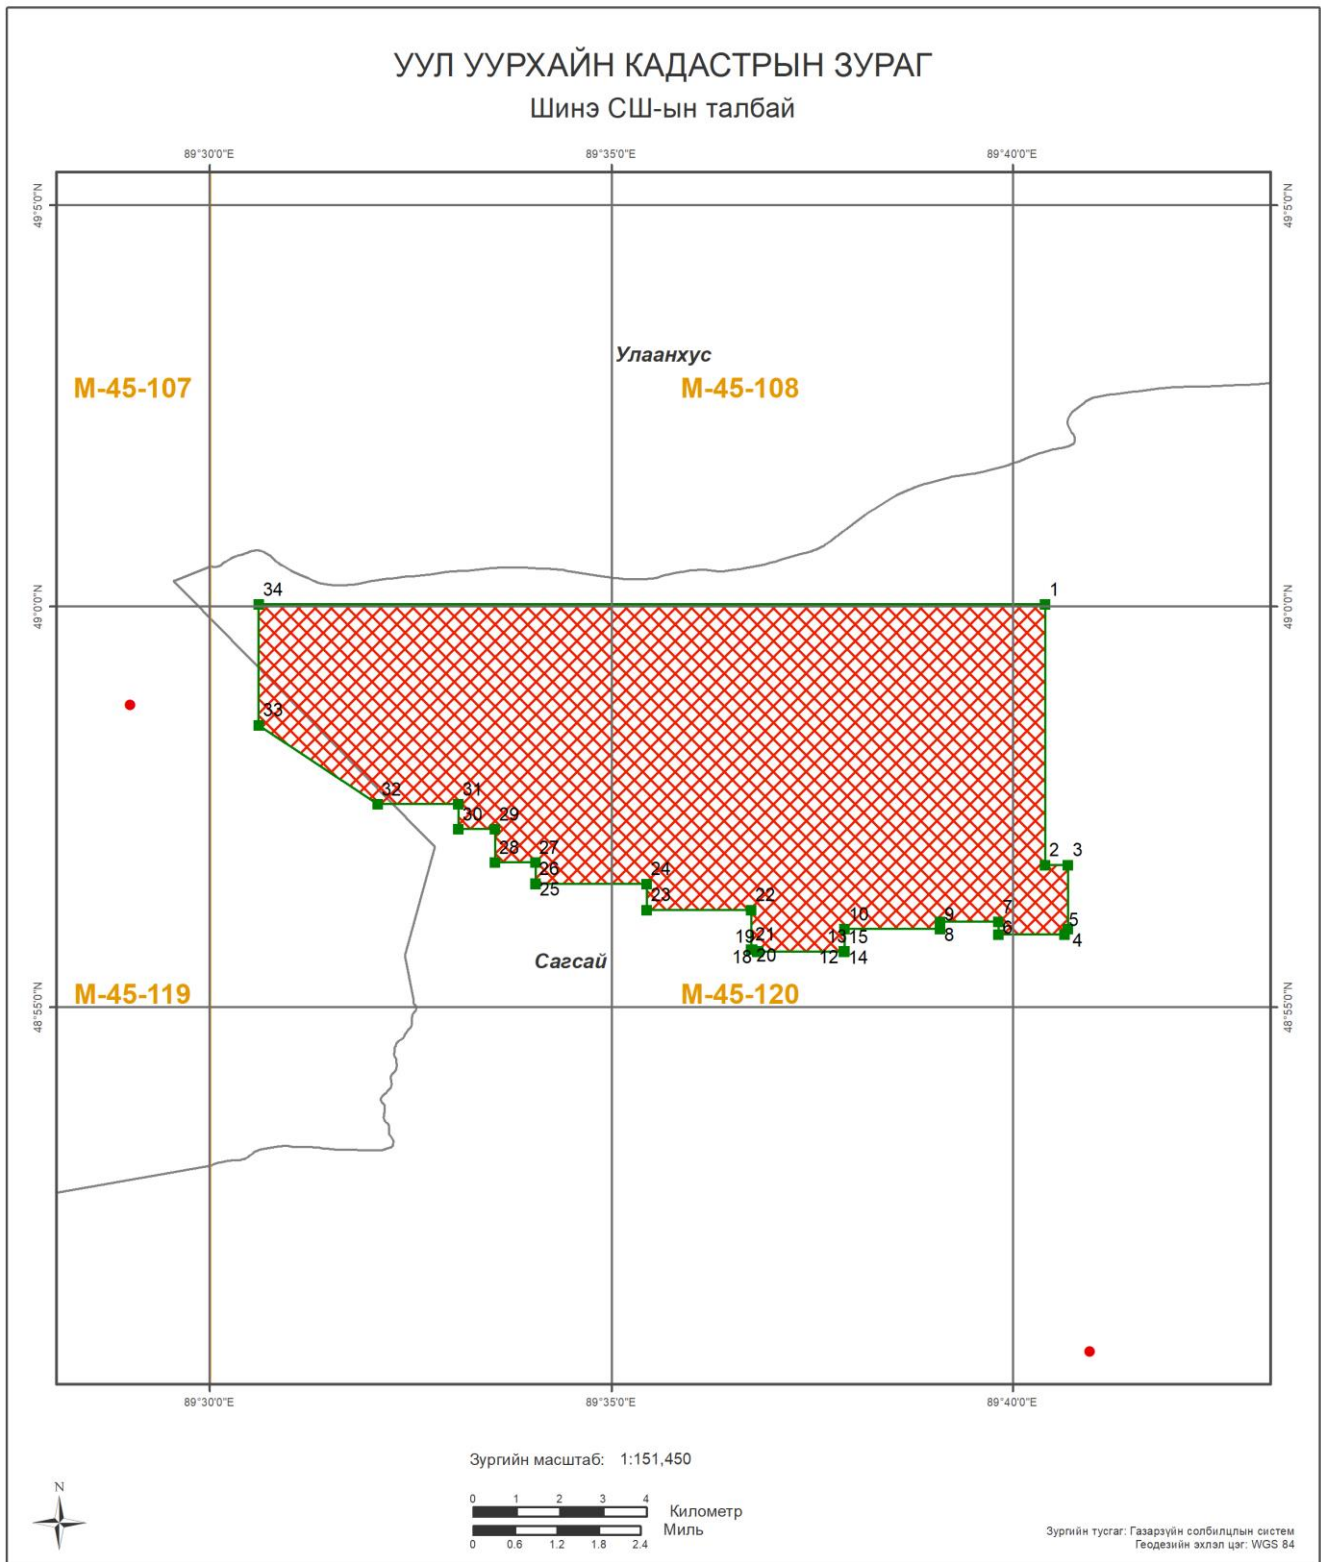 УУЛ УУРХАЙН КАДАСТРЫН ЗУРАГ
Шинэ СШ-ын талбай
89°30'0"E 89°35'0"E 89°40'0"E
49°5'0"N 49°5'0"N
Улаанхус
M-45-107 M-45-108
34 1
49°0'0"N 49°0'0"N
33
32 31
30 29
28 27 2 3
26 24
25 23 22 7 5
10 9
19 21 13 15 8 6 4
18 20 12 14
Сагсай
M-45-119 M-45-120
48°55'0"N 48°55'0"N
89°30'0"E 89°35'0"E 89°40'0"E
Зургийн масштаб: 1:151,450
N
0 1 2 3 4
Километр
Миль
0 0.6 1.2 1.8 2.4
Зургийн тусгаг: Газарзүйн солбилцлын систем
Геодезийн эхлэл цэг: WGS 84